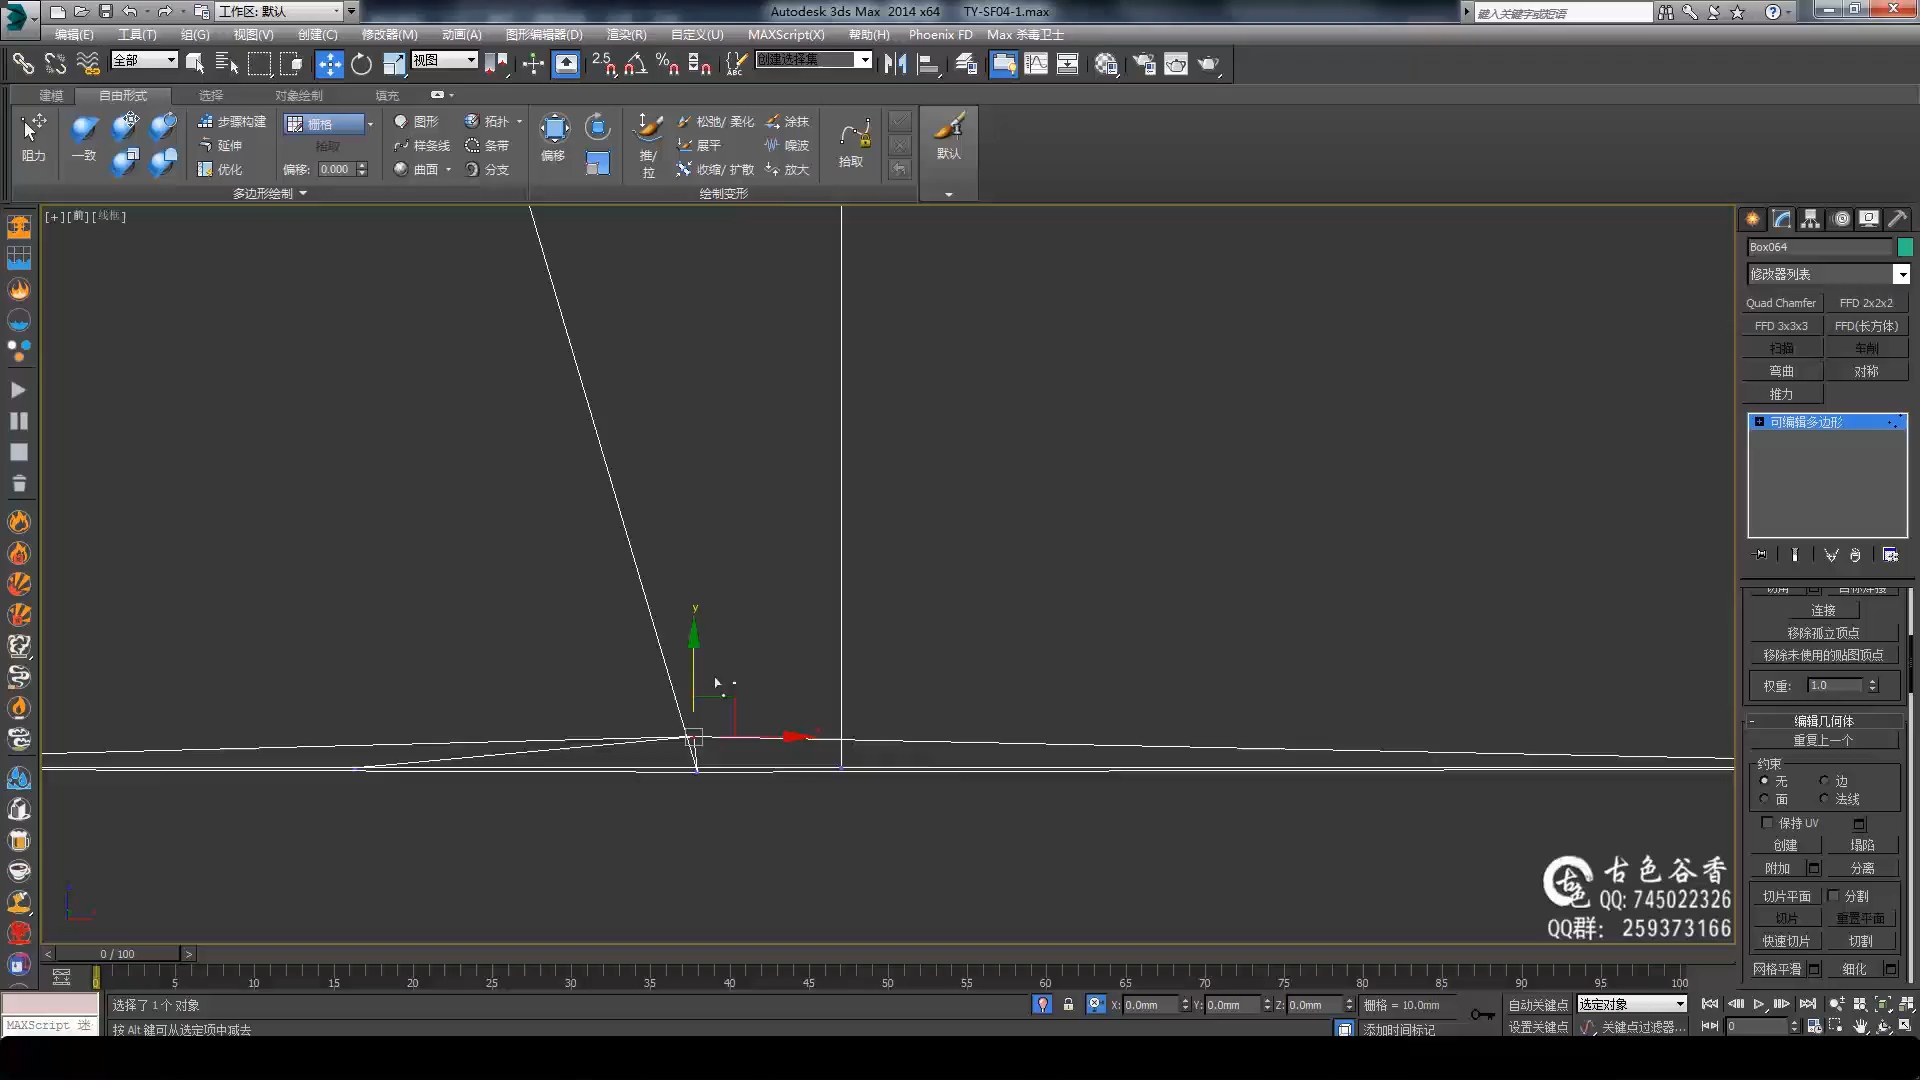 工作区: 默认
Autodesk 3ds Max 2014 x64 TY-SF04-1.max
键入关键字或短语
编辑(E) 工具(T) 组(G) 视图(V) 创建(C) 修改器(M) 动画(A) 图形编辑器(D) 渲染(R) 自定义(U) MAXScript(X) 帮助(H) Phoenix FD Max 杀毒卫士
全部 视图 2.5 创建选择集
建模 自由形式 选择 对象绘制 填充
阻力 一致 步骤构建 栅格 图形 拓扑 偏移 推/拉 松弛/ 柔化 涂抹 拾取 默认
延伸 拾取 样条线 条带 展平 噪波
优化 偏移: 0.000 曲面 分支 收缩/ 扩散 放大
多边形绘制 绘制变形
[+][前][线框]
Box064
修改器列表
Quad Chamfer FFD 2x2x2
FFD 3x3x3 FFD(长方体)
扫描 车削
弯曲 对称
推力
可编辑多边形
连接
移除孤立顶点
移除未使用的贴图顶点
权重: 1.0
编辑几何体
重复上一个
约束
无 边
面 法线
保持 UV
创建 塌陷
附加 分离
切片平面 分割
切片 重置平面
快速切片 切割
网格平滑 细化
y
古色谷香
QQ: 745022326
QQ群: 259373166
0 / 100
0 5 10 15 20 25 30 35 40 45 50 55 60 65 70 75 80 85 90 95 100
选择了 1 个 对象 X: 0.0mm Y: 0.0mm Z: 0.0mm 栅格 = 10.0mm 自动关键点 选定对象
MAXScript 迷 按 Alt 键可从选定项中减去 添加时间标记 设置关键点 关键点过滤器... 0